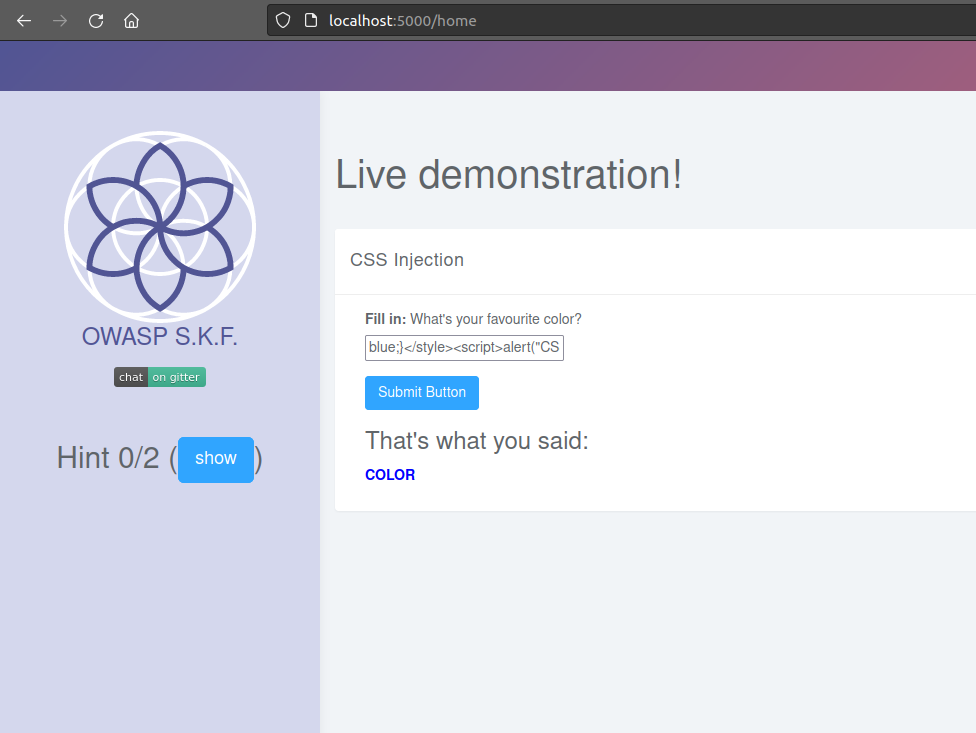 localhost:5000/home
OWASP S.K.F.
chat on gitter
Hint 0/2 (show)
Live demonstration!
CSS Injection
Fill in: What's your favourite color?
blue;}</style><script>alert("CS
Submit Button
That's what you said:
COLOR